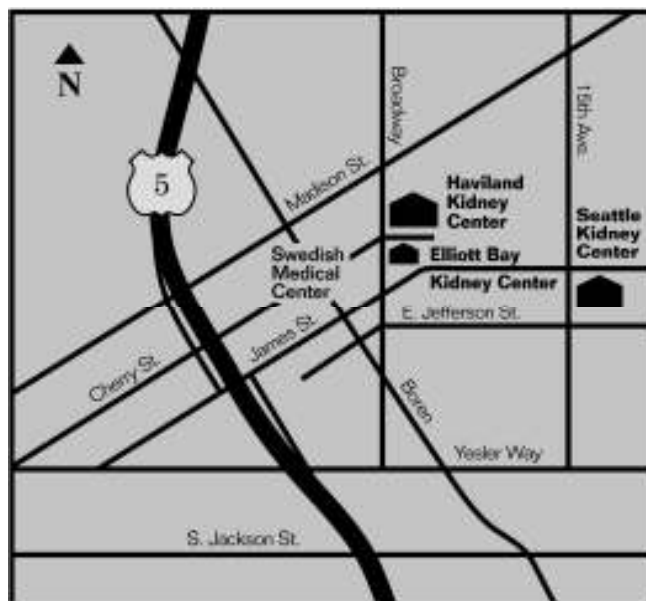 N
5
Broadway
15th Ave.
Madison St.
Haviland
Kidney
Center
Seattle
Kidney
Center
Swedish
Medical
Center
Elliott Bay
Kidney Center
E. Jefferson St.
James St.
Cherry St.
Boren
Yesler Way
S. Jackson St.